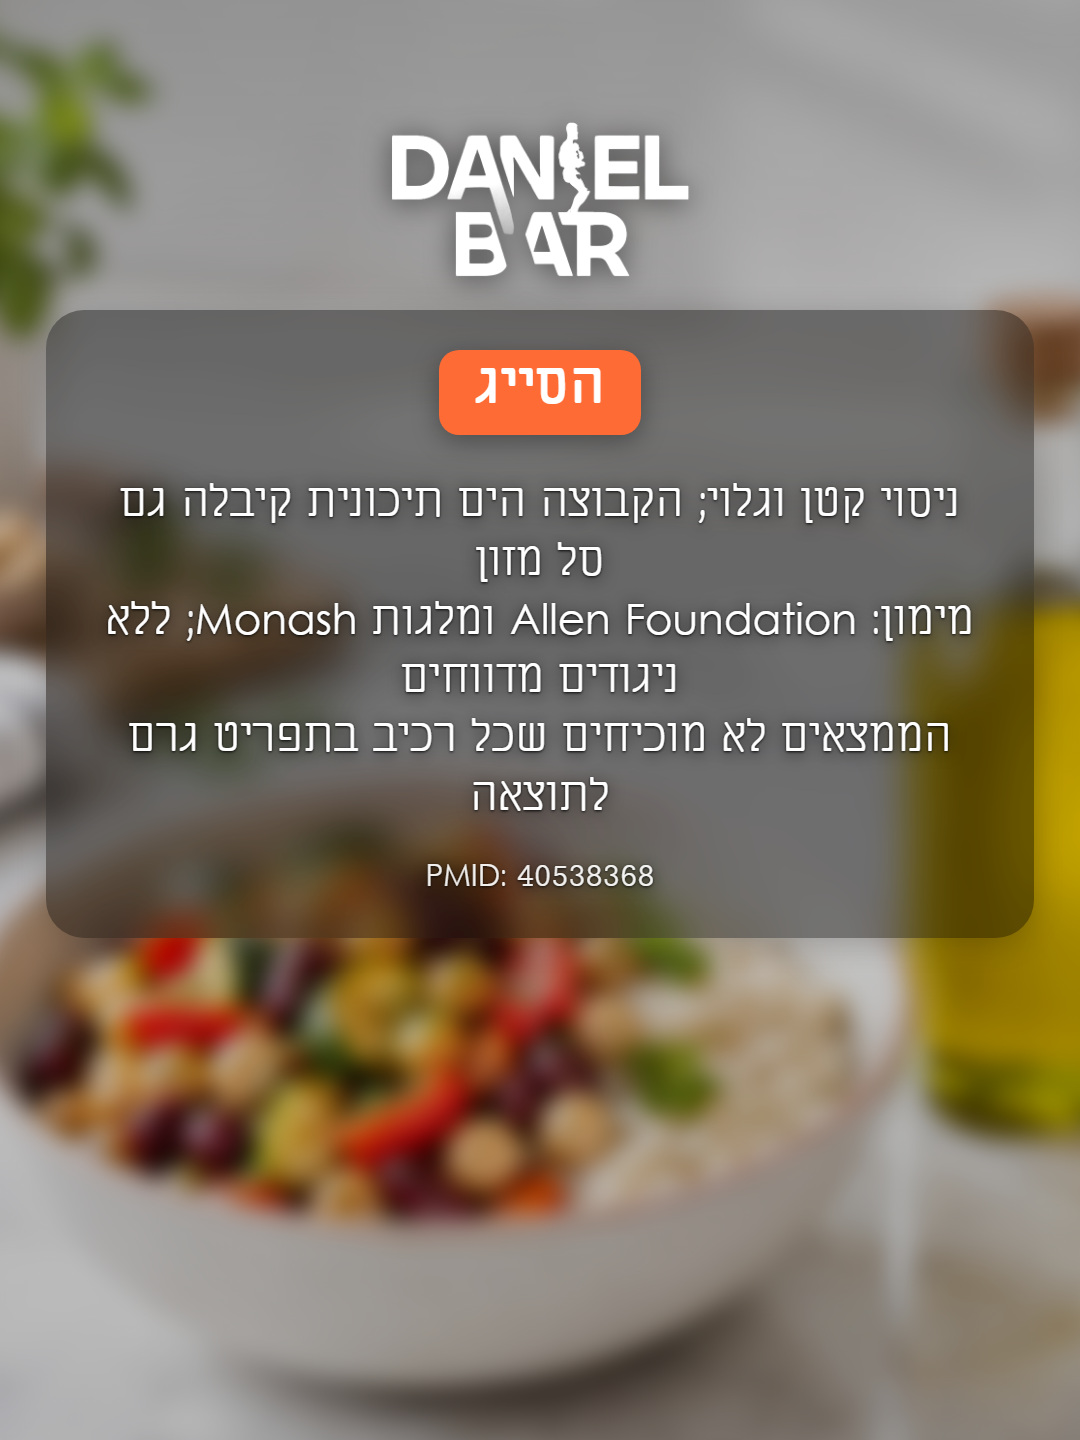 DANIEL
BAR
הסייג
ניסוי קטן וגלוי; הקבוצה הים תיכונית קיבלה גם
סל מזון
מימון: Allen Foundation ומלגות Monash; ללא
ניגודים מדווחים
הממצאים לא מוכיחים שכל רכיב בתפריט גרם
לתוצאה
PMID: 40538368